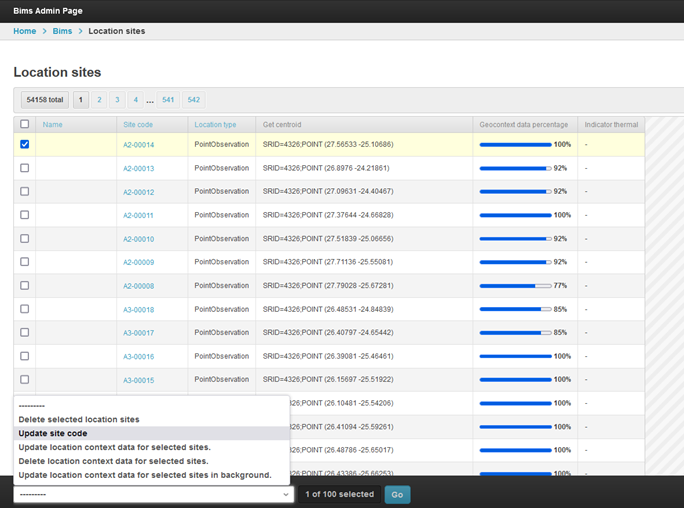 Bims Admin Page
Home > Bims > Location sites
Location sites
54158 total 1 2 3 4 ... 541 542
Name Site code Location type Get centroid Geocontext data percentage Indicator thermal
A2-00014 PointObservation SRID=4326;POINT (27.56533 -25.10686) 100% -
A2-00013 PointObservation SRID=4326;POINT (26.8976 -24.21861) 92% -
A2-00012 PointObservation SRID=4326;POINT (27.09631 -24.40467) 92% -
A2-00011 PointObservation SRID=4326;POINT (27.37644 -24.66828) 100% -
A2-00010 PointObservation SRID=4326;POINT (27.51839 -25.06656) 92% -
A2-00009 PointObservation SRID=4326;POINT (27.71136 -25.55081) 92% -
A2-00008 PointObservation SRID=4326;POINT (27.79028 -25.67281) 77% -
A3-00018 PointObservation SRID=4326;POINT (26.48531 -24.84839) 85% -
A3-00017 PointObservation SRID=4326;POINT (26.40797 -24.65442) 85% -
A3-00016 PointObservation SRID=4326;POINT (26.39081 -25.46461) 100% -
A3-00015 PointObservation SRID=4326;POINT (26.15697 -25.51922) 100% -
326;POINT (26.10481 -25.54206) 100% -
326;POINT (26.41094 -25.59261) 100% -
326;POINT (26.48786 -25.65017) 100% -
326;POINT (26.43386 -25.66253) 100% -
---------
Delete selected location sites
Update site code
Update location context data for selected sites.
Delete location context data for selected sites.
Update location context data for selected sites in background.
--------- 1 of 100 selected Go